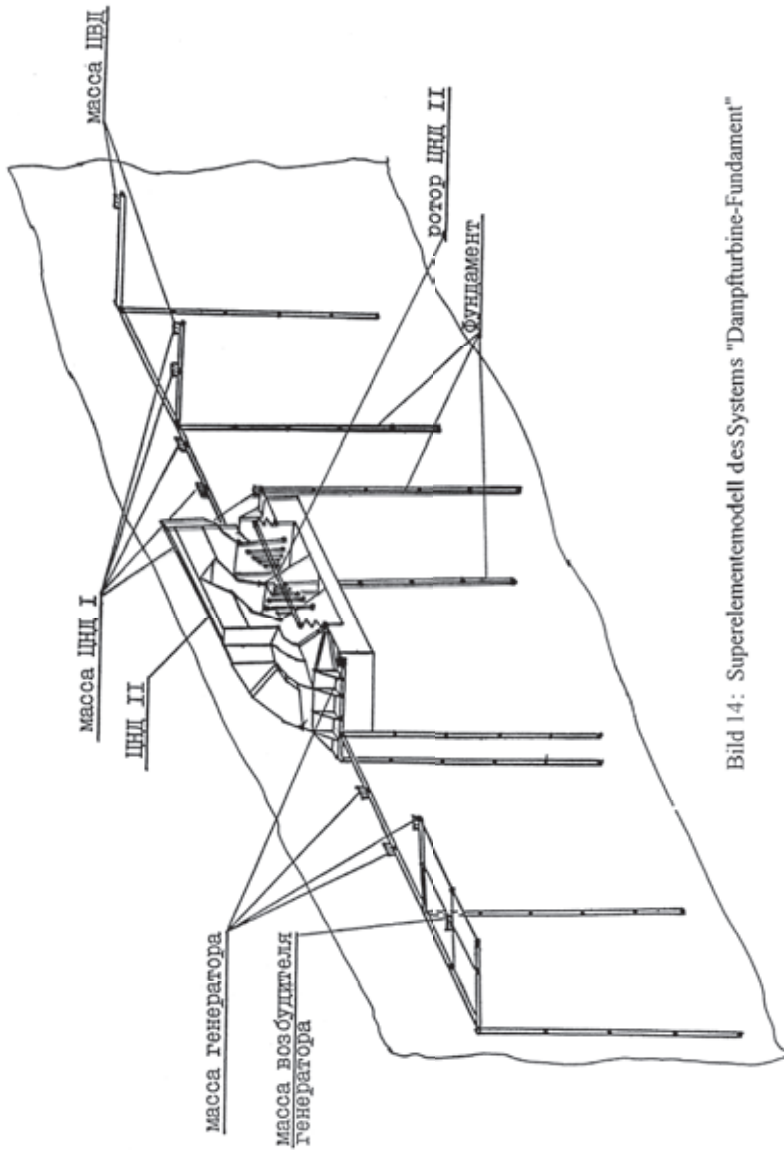 масса генератора
масса возбудителя
генератора
ЦНД II
масса ЦНД I
масса ЦВД
ротор ЦНД II
Фундамент
Bild 14: Superelementemodell des Systems "Dampfturbine-Fundament"